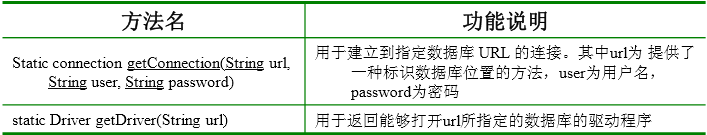 方法名
功能说明
Static connection getConnection(String url,
String user, String password)
用于建立到指定数据库 URL 的连接。其中url为 提供了
一种标识数据库位置的方法，user为用户名，
password为密码
static Driver getDriver(String url)
用于返回能够打开url所指定的数据库的驱动程序